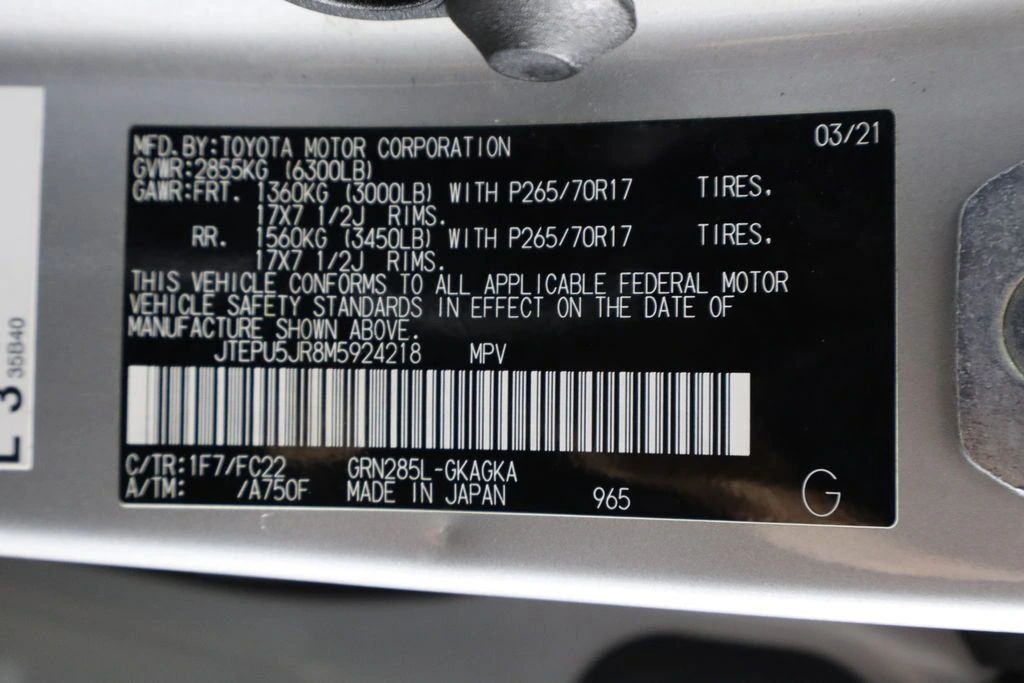 MFD.BY:TOYOTA MOTOR CORPORATION 03/21
GVWR:2855KG (6300LB)
GAWR:FRT. 1360KG (3000LB) WITH P265/70R17 TIRES,
17X7 1/2J RIMS.
RR. 1560KG (3450LB) WITH P265/70R17 TIRES,
17X7 1/2J RIMS.
THIS VEHICLE CONFORMS TO ALL APPLICABLE FEDERAL MOTOR
VEHICLE SAFETY STANDARDS IN EFFECT ON THE DATE OF
MANUFACTURE SHOWN ABOVE.
JTEPU5JR8M5924218 MPV
C/TR:1F7/FC22 GRN285L-GKAGKA
A/TM: /A750F MADE IN JAPAN 965 G
35B40
3